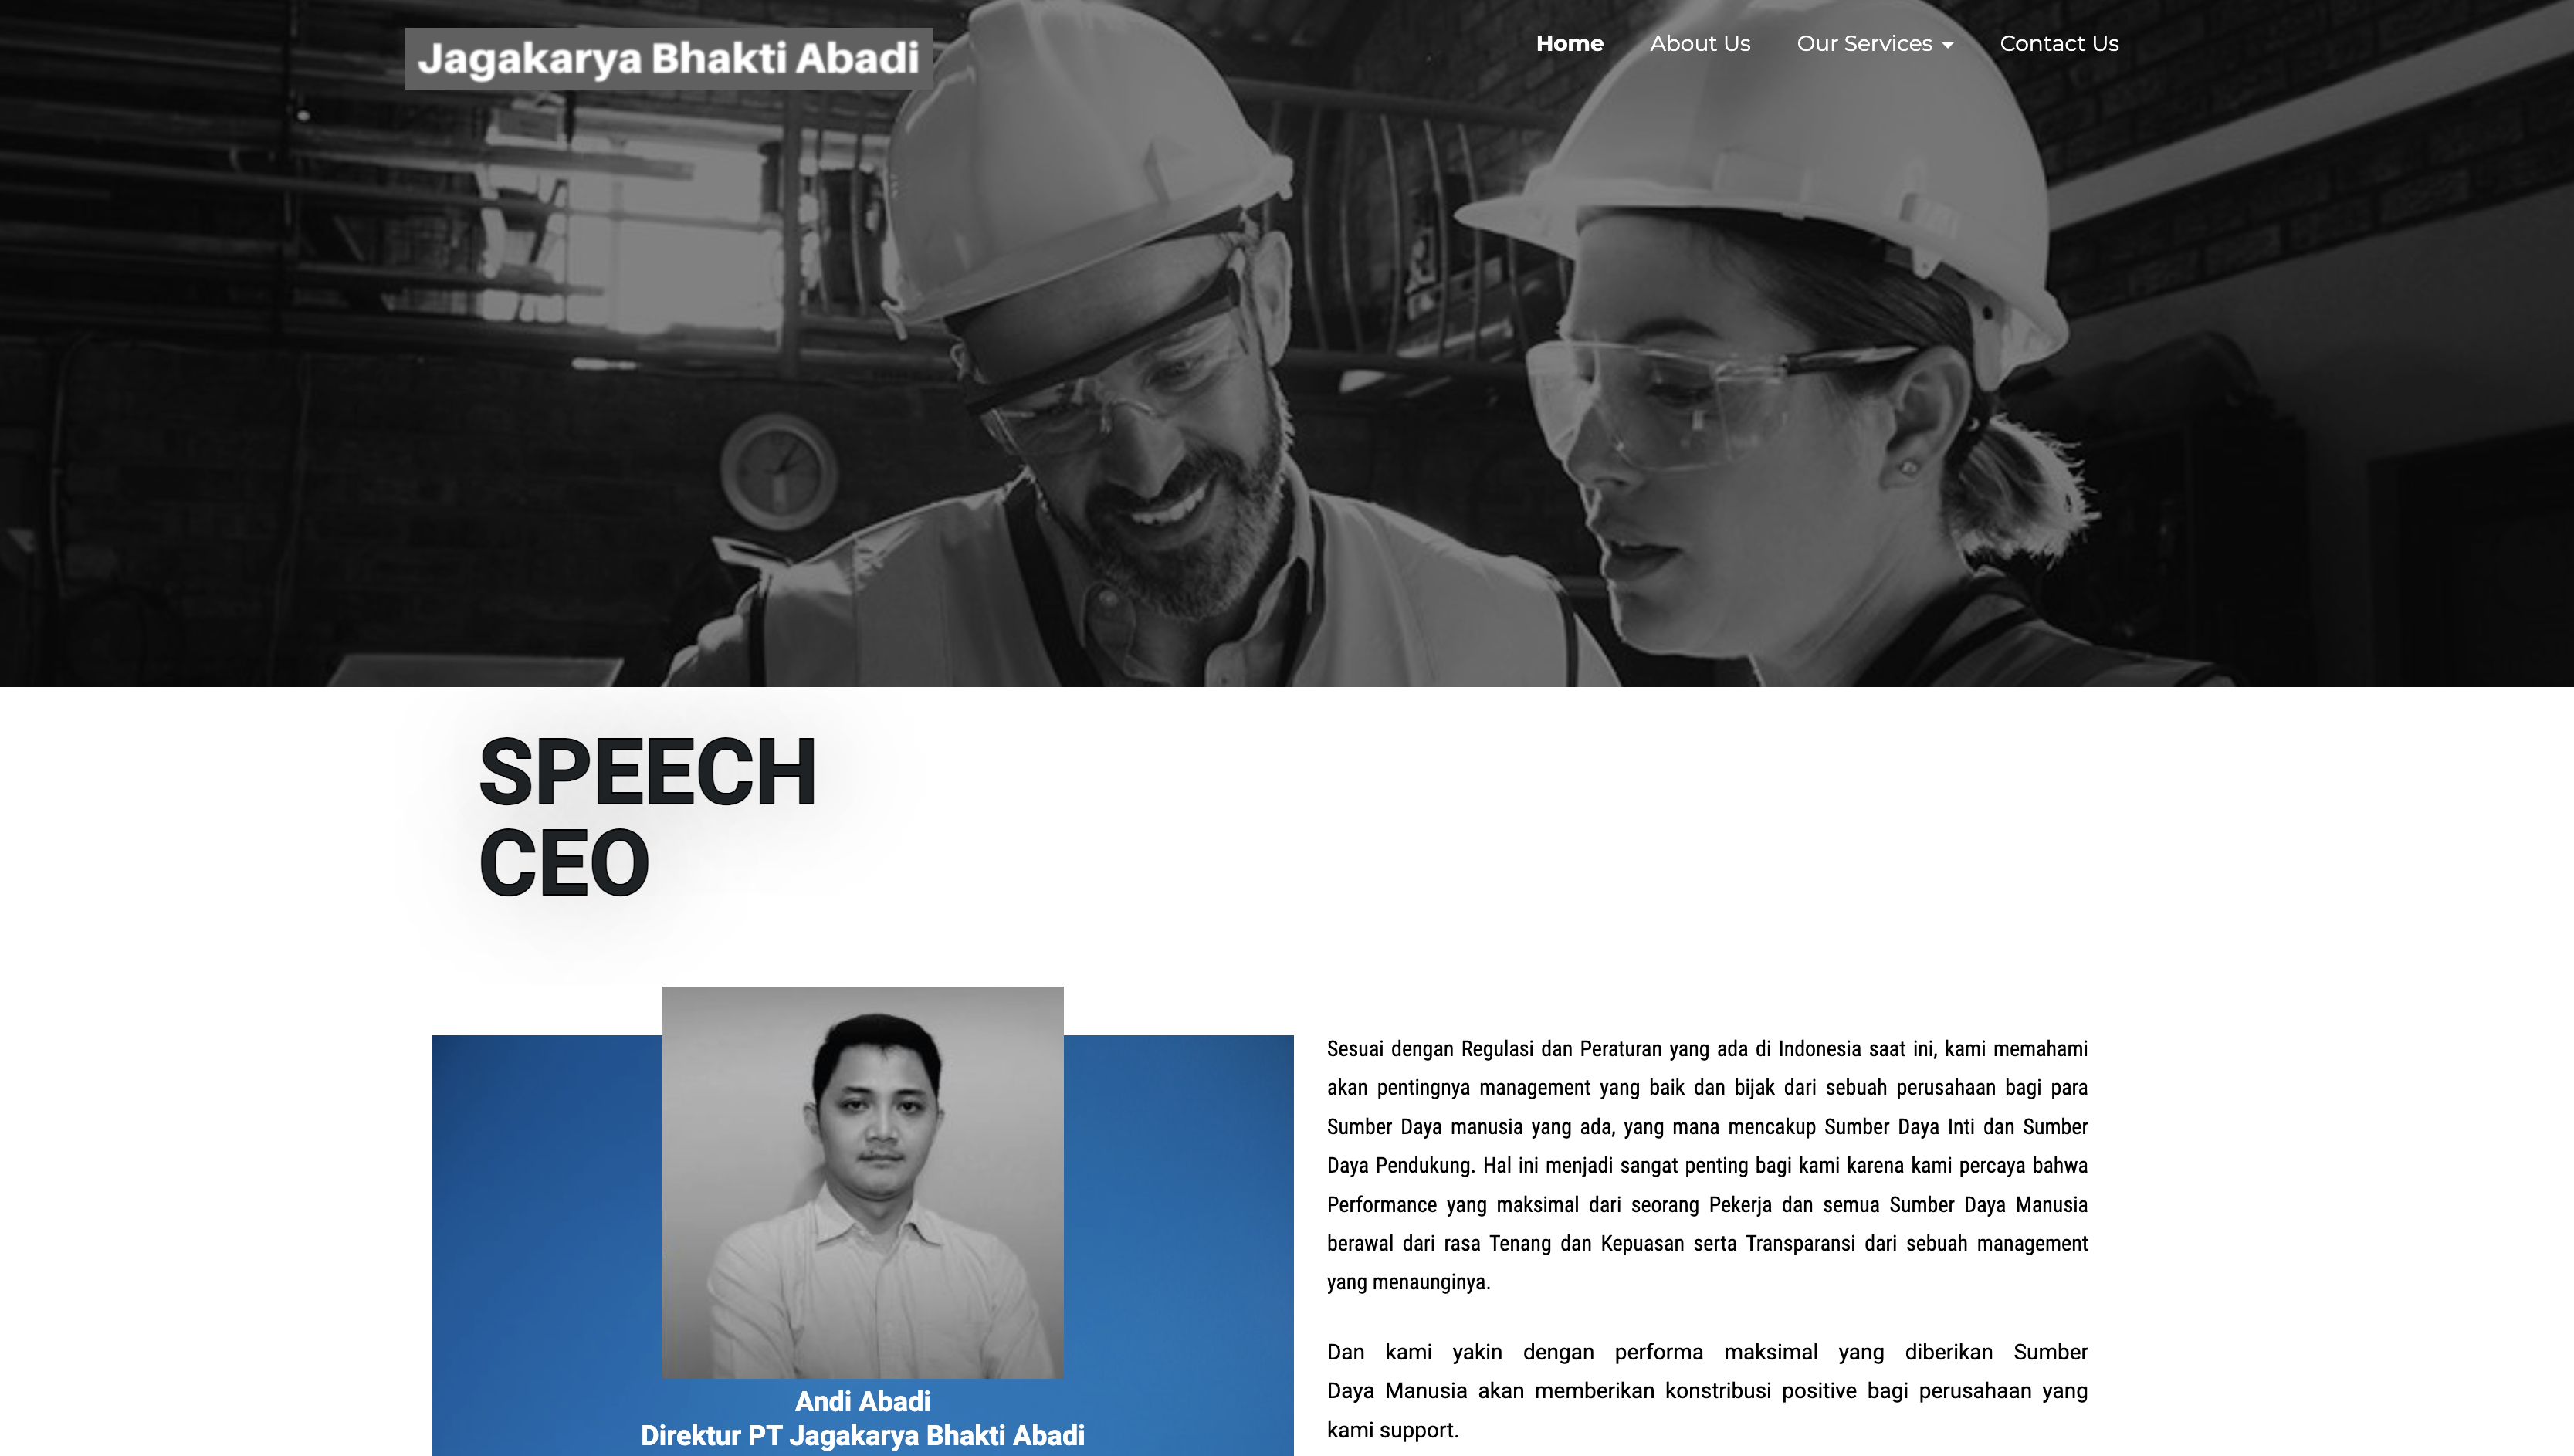 Jagakarya Bhakti Abadi
Home About Us Our Services Contact Us
SPEECH
CEO
Andi Abadi
Direktur PT Jagakarya Bhakti Abadi
Sesuai dengan Regulasi dan Peraturan yang ada di Indonesia saat ini, kami memahami
akan pentingnya management yang baik dan bijak dari sebuah perusahaan bagi para
Sumber Daya manusia yang ada, yang mana mencakup Sumber Daya Inti dan Sumber
Daya Pendukung. Hal ini menjadi sangat penting bagi kami karena kami percaya bahwa
Performance yang maksimal dari seorang Pekerja dan semua Sumber Daya Manusia
berawal dari rasa Tenang dan Kepuasan serta Transparansi dari sebuah management
yang menaunginya.
Dan kami yakin dengan performa maksimal yang diberikan Sumber
Daya Manusia akan memberikan konstribusi positive bagi perusahaan yang
kami support.